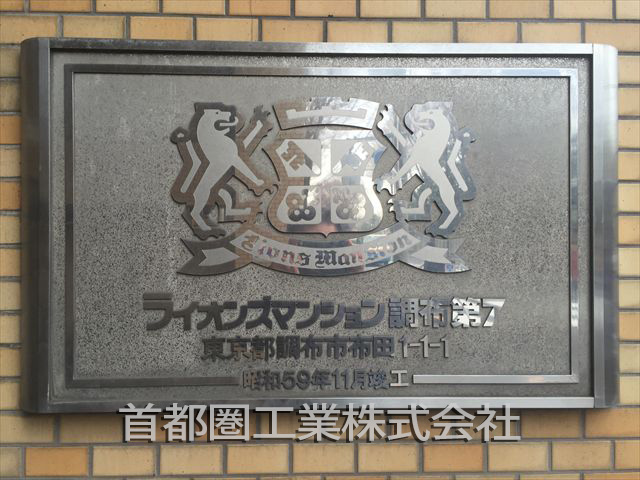 Lions Mansion
ライオンズマンション調布第7
東京都調布市布田1-1-1
昭和59年11月竣工
首都圏工業株式会社